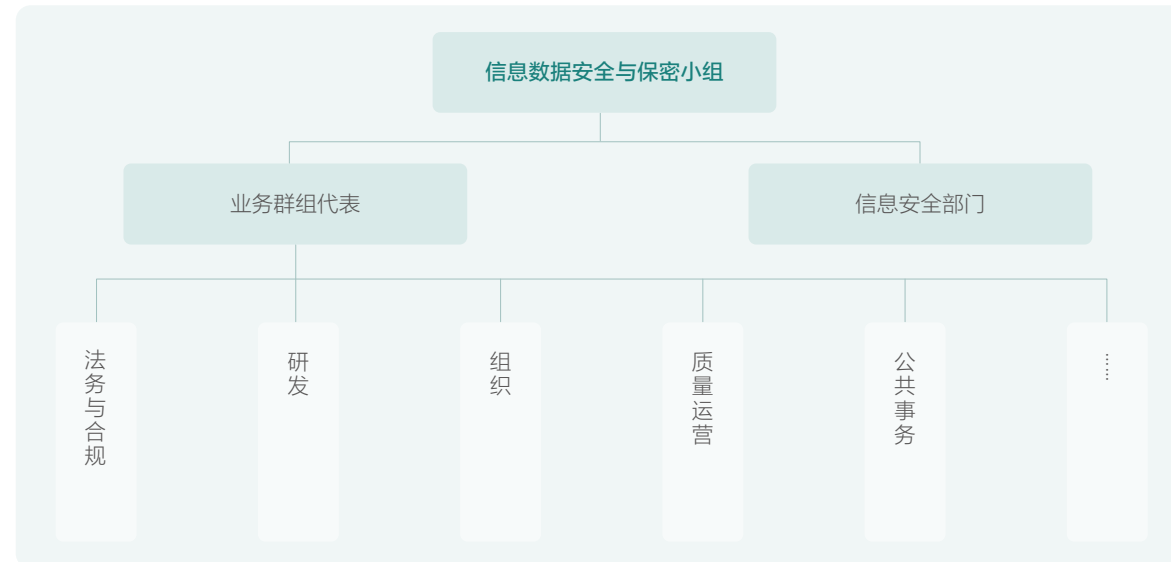 信息数据安全与保密小组
业务群组代表
信息安全部门
法务与合规
研发
组织
质量运营
公共事务
……